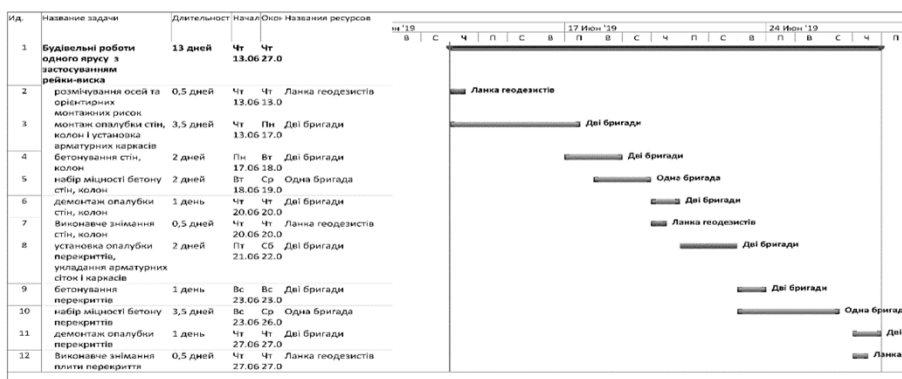 Ид. Название задачи Длительност Начал Окон Названия ресурсов
н '19 17 Июн '19 24 Июн '19
В С Ч П С В П В С Ч П С В П В С Ч П
1 Будівельні роботи 13 дней Чт Чт
одного ярусу з 13.06 27.0
застосуванням
рейки-виска
2 розмічування осей та 0,5 дней Чт Чт Ланка геодезистів Ланка геодезистів
орієнтирних 13.06 13.0
монтажних рисок
3 монтаж опалубки стін, 3,5 дней Чт Пн Дві бригади Дві бригади
колон і установка 13.06 17.0
арматурних каркасів
4 бетонування стін, 2 дней Пн Вт Дві бригади Дві бригади
колон 17.06 18.0
5 набір міцності бетону 2 дней Вт Ср Одна бригада Одна бригада
стін, колон 18.06 19.0
6 демонтаж опалубки 1 день Чт Чт Дві бригади Дві бригади
стін, колон 20.06 20.0
7 Виконавче знімання 0,5 дней Чт Чт Ланка геодезистів Ланка геодезистів
стін, колон 20.06 20.0
8 установка опалубки 2 дней Пт Сб Дві бригади Дві бригади
перекриттів, 21.06 22.0
укладання арматурних
сіток і каркасів
9 бетонування 1 день Вс Вс Дві бригади Дві бригади
перекриттів 23.06 23.0
10 набір міцності бетону 3,5 дней Вс Ср Одна бригада Одна бригад
перекриттів 23.06 26.0
11 демонтаж опалубки 1 день Чт Чт Дві бригади Дві
перекриттів 27.06 27.0
12 Виконавче знімання 0,5 дней Чт Чт Ланка геодезистів Ланка
плити перекриття 27.06 27.0